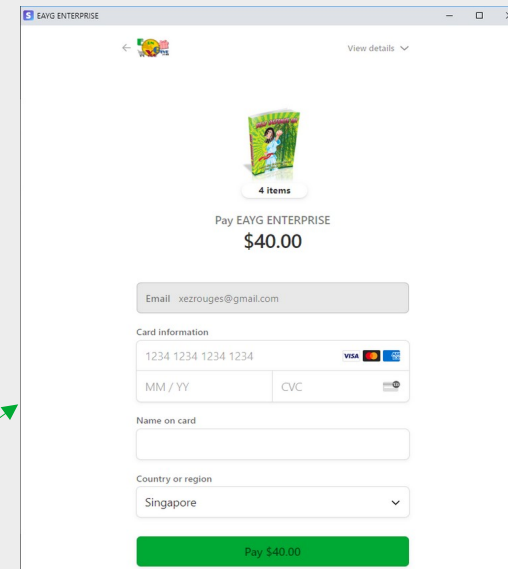 EAYG ENTERPRISE
View details
4 items
Pay EAYG ENTERPRISE
$40.00
Email xezrouges@gmail.com
Card information
1234 1234 1234 1234 VISA
MM / YY CVC
Name on card
Country or region
Singapore
Pay $40.00